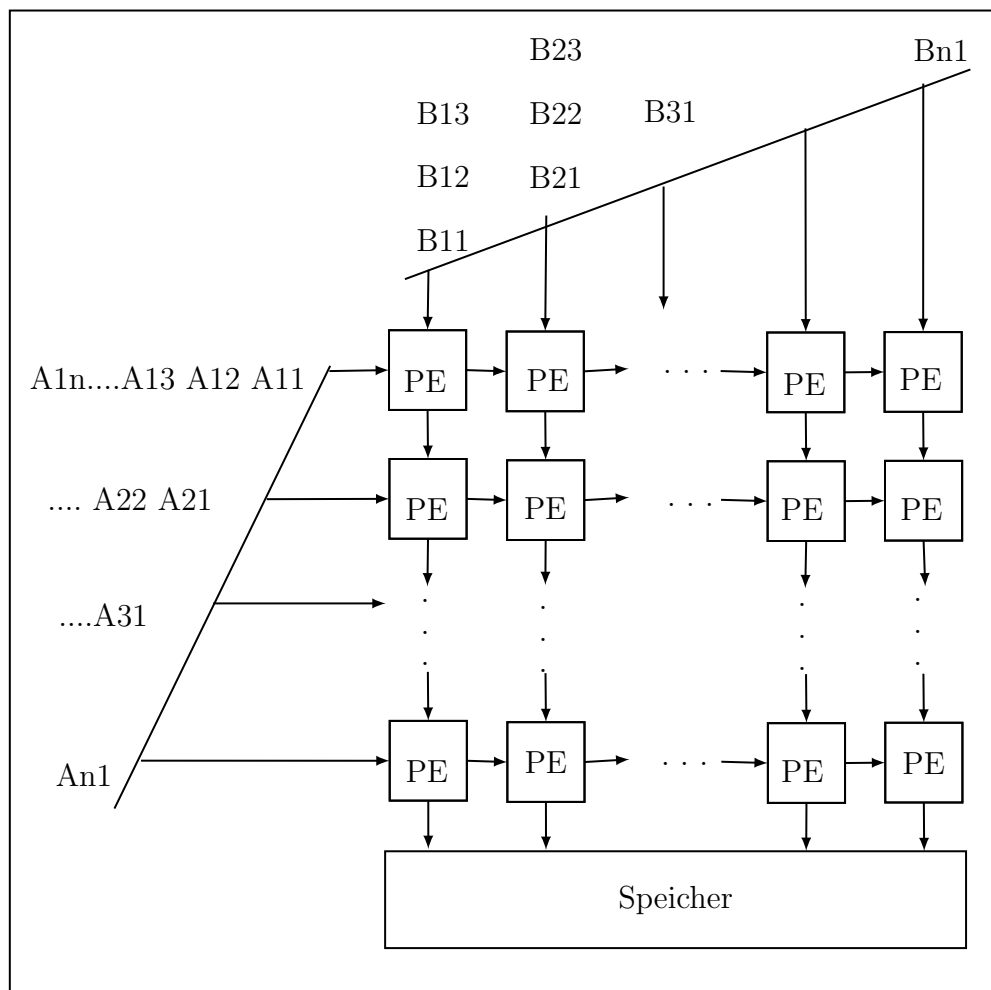 B23
Bn1
B13 B22 B31
B12 B21
B11
A1n....A13 A12 A11
PE PE . . . PE PE
.... A22 A21
PE PE . . . PE PE
....A31
An1
PE PE . . . PE PE
Speicher